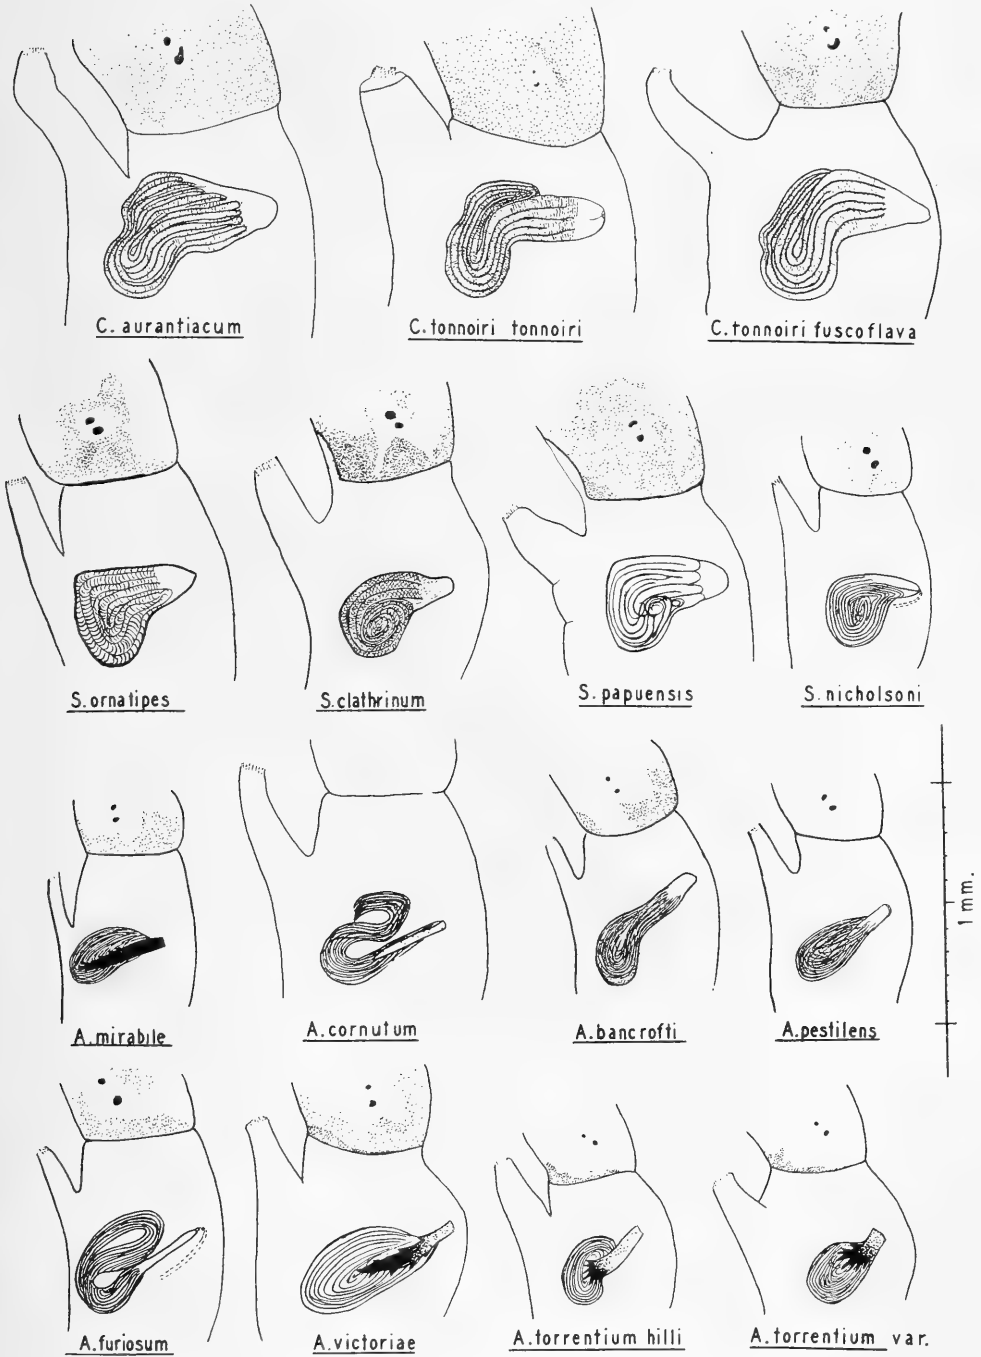 C. aurantiacum
C. tonnoiri tonnoiri
C. tonnoiri fuscoflava
S. ornatipes
S. clathrinum
S. papuensis
S. nicholsoni
1 mm.
A. mirabile
A. cornutum
A. bancrofti
A. pestilens
A. furiosum
A. victoriae
A. torrentium hilli
A. torrentium var.